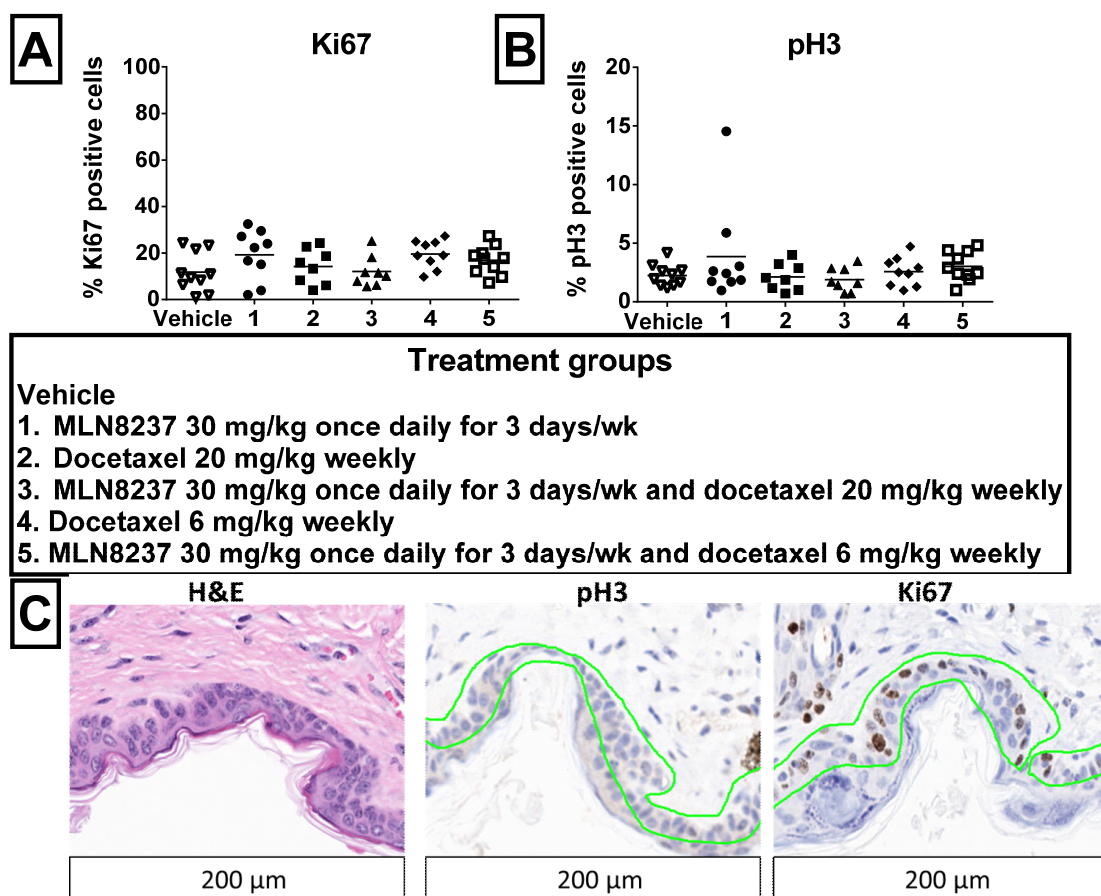 A
Ki67
% Ki67 positive cells
100
80
60
40
20
0
Vehicle 1 2 3 4 5
B
pH3
% pH3 positive cells
20
15
10
5
0
Vehicle 1 2 3 4 5
Treatment groups
Vehicle
1. MLN8237 30 mg/kg once daily for 3 days/wk
2. Docetaxel 20 mg/kg weekly
3. MLN8237 30 mg/kg once daily for 3 days/wk and docetaxel 20 mg/kg weekly
4. Docetaxel 6 mg/kg weekly
5. MLN8237 30 mg/kg once daily for 3 days/wk and docetaxel 6 mg/kg weekly
C
H&E pH3 Ki67
200 µm 200 µm 200 µm